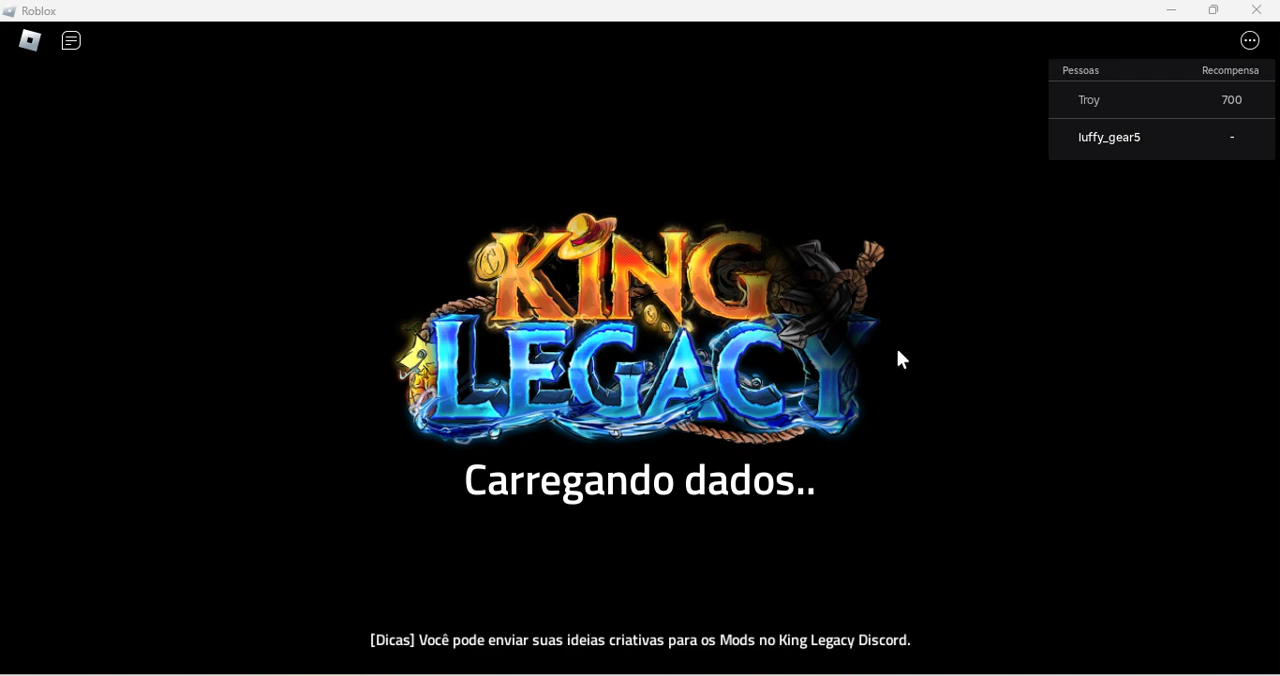 Roblox
Pessoas Recompensa
Troy 700
luffy_gear5 -
KING
LEGACY
Carregando dados..
[Dicas] Você pode enviar suas ideias criativas para os Mods no King Legacy Discord.